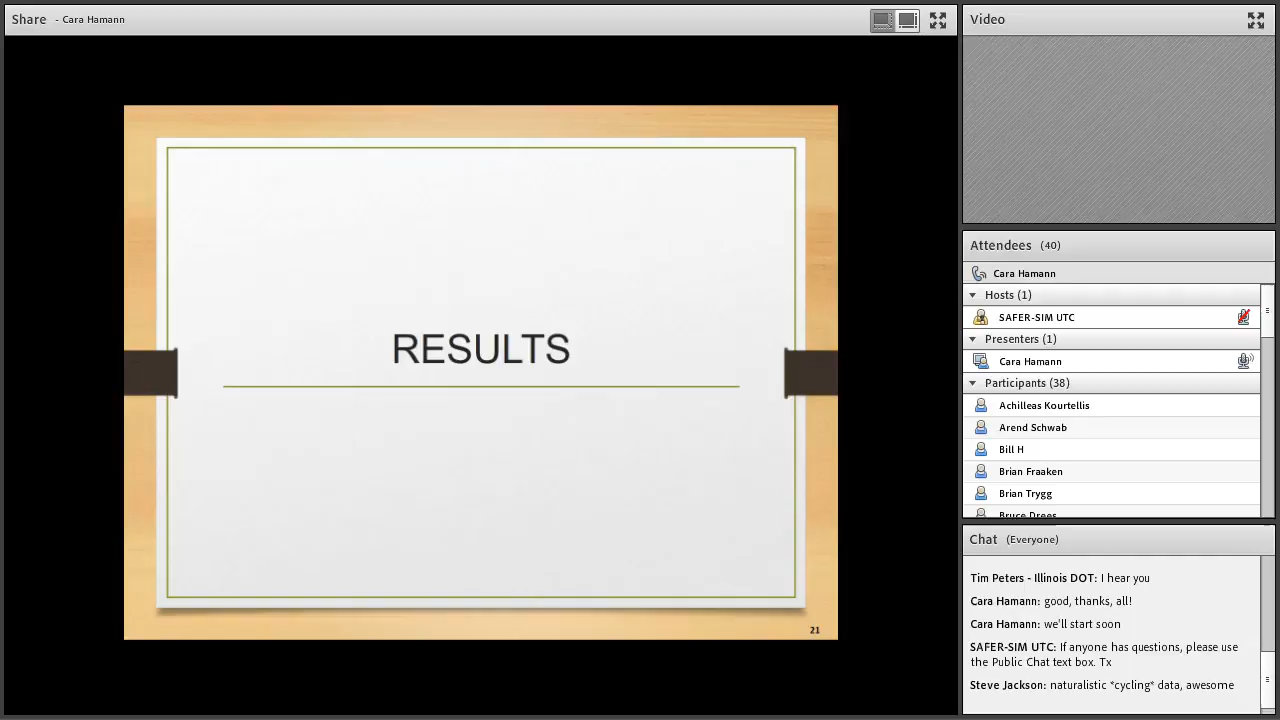 Share - Cara Hamann
RESULTS
21
Video
Attendees (40)
Cara Hamann
Hosts (1)
SAFER-SIM UTC
Presenters (1)
Cara Hamann
Participants (38)
Achilleas Kourtellis
Arend Schwab
Bill H
Brian Fraaken
Brian Trygg
Bruce Drees
Chat (Everyone)
Tim Peters - Illinois DOT: I hear you
Cara Hamann: good, thanks, all!
Cara Hamann: we'll start soon
SAFER-SIM UTC: If anyone has questions, please use
the Public Chat text box. Tx
Steve Jackson: naturalistic *cycling* data, awesome